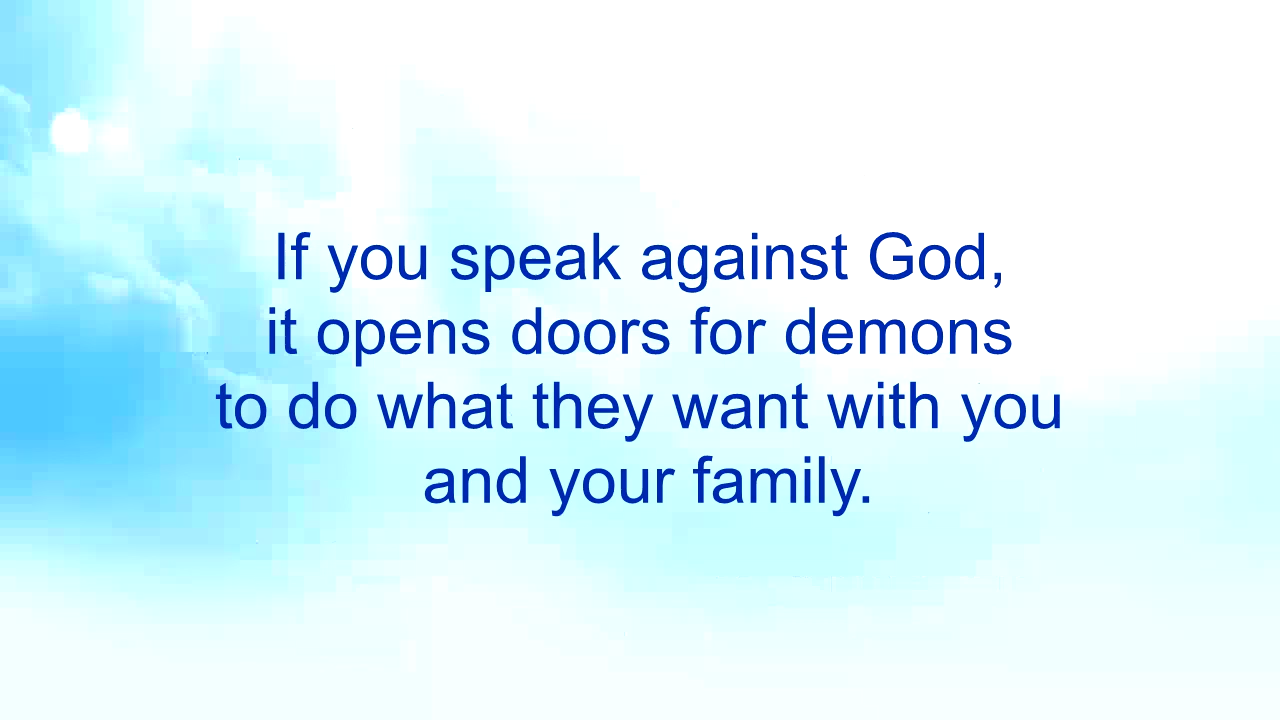 If you speak against God,
it opens doors for demons
to do what they want with you
and your family.